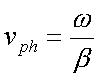 v_ph = ω/β